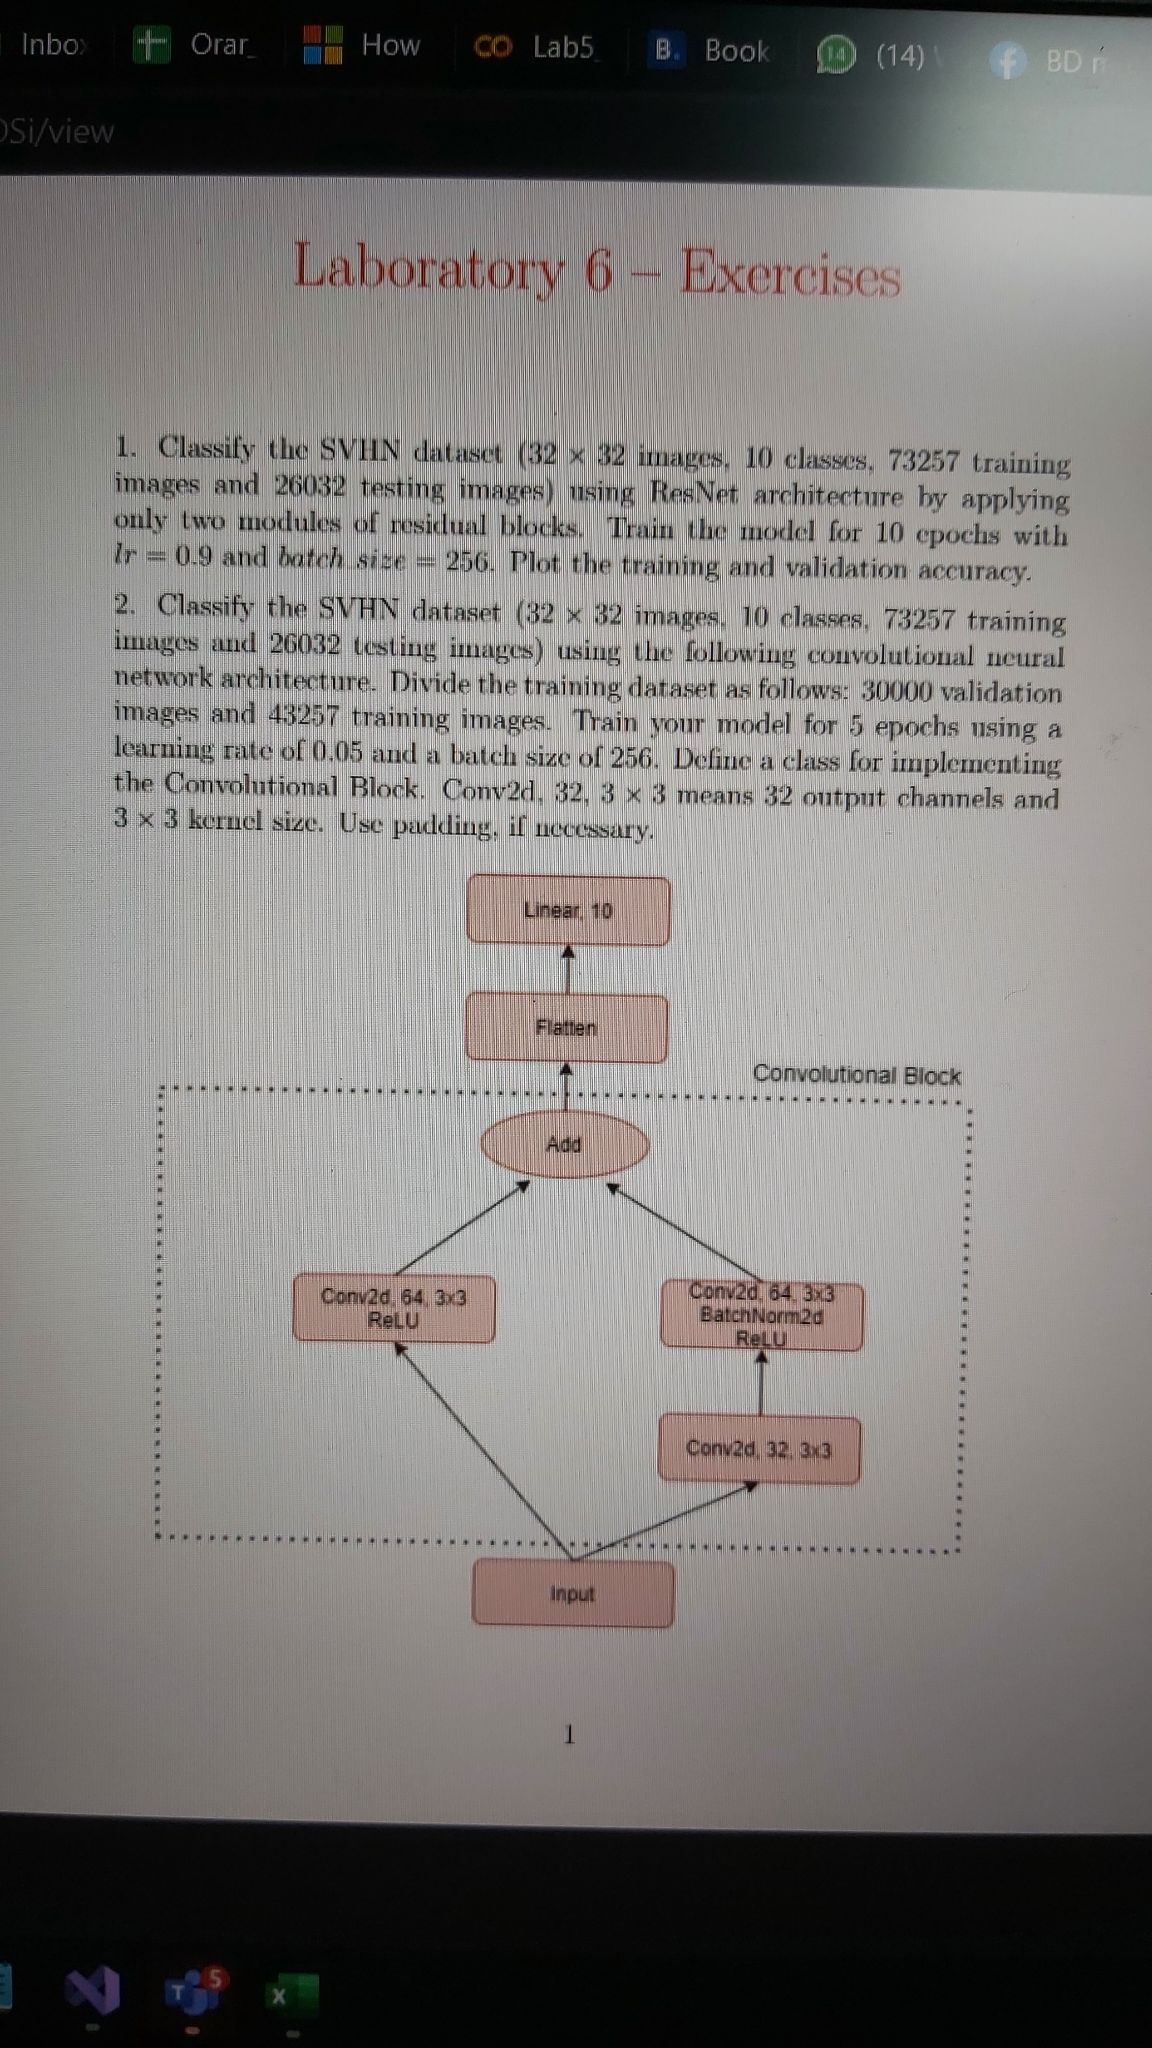 Inbox
Orar_
How
CO Lab5_
B. Book
14 (14)
f BD
Si/view
Laboratory 6 – Exercises
1. Classify the SVHN dataset (32 × 32 images, 10 classes, 73257 training
images and 26032 testing images) using ResNet architecture by applying
only two modules of residual blocks. Train the model for 10 epochs with
lr = 0.9 and batch size = 256. Plot the training and validation accuracy.
2. Classify the SVHN dataset (32 × 32 images, 10 classes, 73257 training
images and 26032 testing images) using the following convolutional neural
network architecture. Divide the training dataset as follows: 30000 validation
images and 43257 training images. Train your model for 5 epochs using a
learning rate of 0.05 and a batch size of 256. Define a class for implementing
the Convolutional Block. Conv2d, 32, 3 × 3 means 32 output channels and
3 × 3 kernel size. Use padding, if necessary.
Linear, 10
Flatten
Convolutional Block
Add
Conv2d, 64, 3x3
ReLU
Conv2d, 64, 3x3
BatchNorm2d
ReLU
Conv2d, 32, 3x3
Input
1
T 5
X